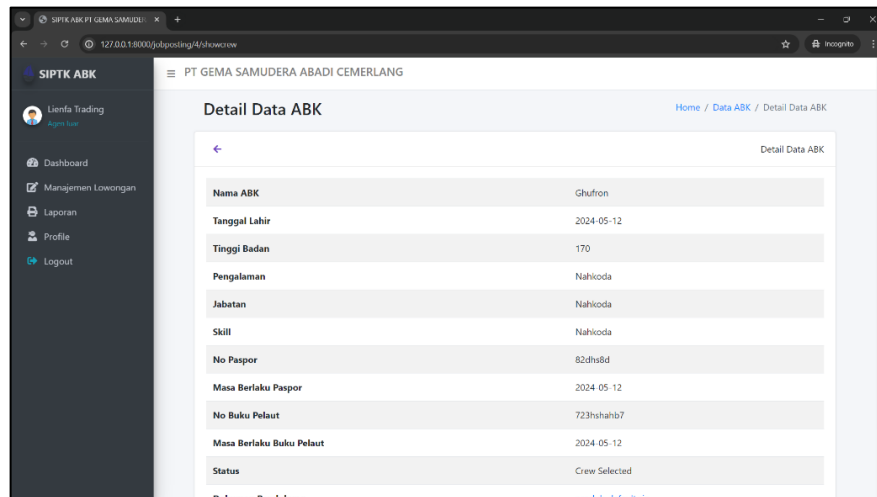 SIPTK ABK PT GEMA SAMUDER
127.0.0.1:8000/jobposting/4/showcrew
Incognito
SIPTK ABK
PT GEMA SAMUDERA ABADI CEMERLANG
Lienfa Trading
Agen luar
Dashboard
Manajemen Lowongan
Laporan
Profile
Logout
Detail Data ABK
Home / Data ABK / Detail Data ABK
Detail Data ABK
Nama ABK Ghufron
Tanggal Lahir 2024-05-12
Tinggi Badan 170
Pengalaman Nahkoda
Jabatan Nahkoda
Skill Nahkoda
No Paspor 82dhs8d
Masa Berlaku Paspor 2024-05-12
No Buku Pelaut 723hshahb7
Masa Berlaku Buku Pelaut 2024-05-12
Status Crew Selected